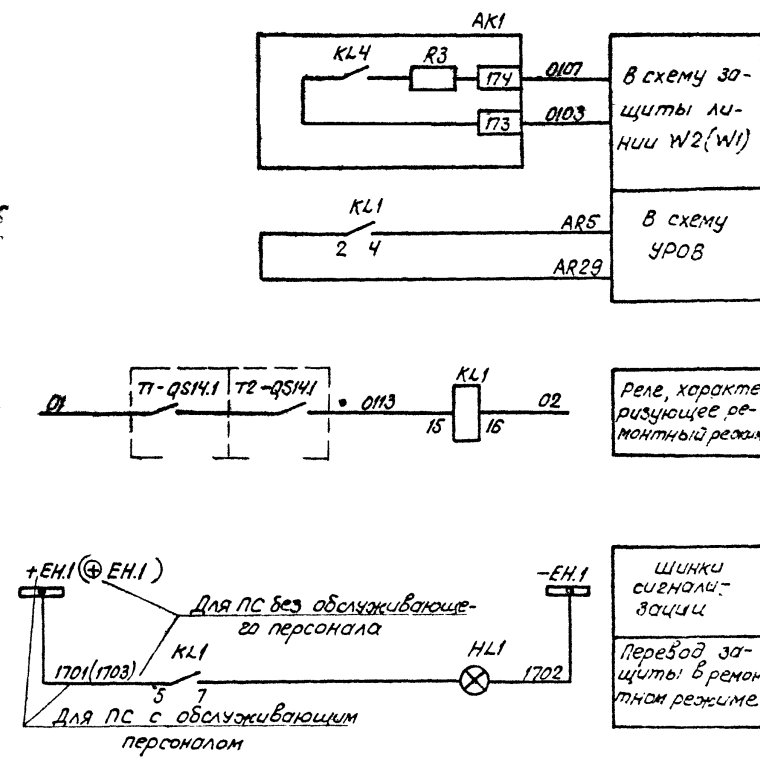 AK1
KL4
R3
174
0107
173
0103
В схему за-
щиты ли-
нии W2(W1)
KL1
2 4
AR5
AR29
В схему
УРОВ
01
T1-QS14.1
T2-QS14.1
0113
KL1
15
16
02
Реле, характе
ризующее ре-
монтный режим
+EH.1 (⊕ EH.1)
-EH.1
Для ПС без обслуживающе-
го персонала
1701(1703)
KL1
5 7
HL1
1702
Для ПС с обслуживающим
персоналом
Шинки
сигнали-
зации
Перевод за-
щиты в ремон
тном режиме